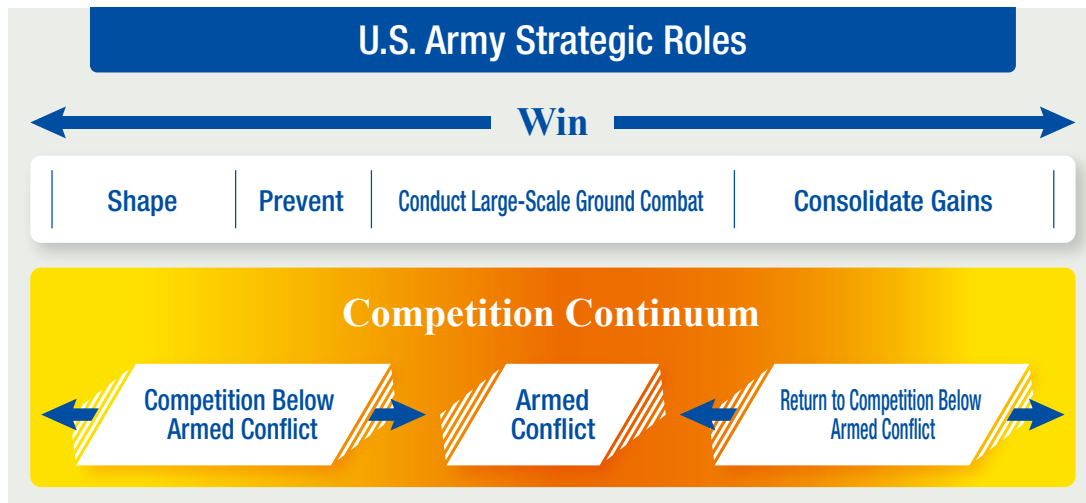 U.S. Army Strategic Roles
Win
Shape
Prevent
Conduct Large-Scale Ground Combat
Consolidate Gains
Competition Continuum
Competition Below
Armed Conflict
Armed
Conflict
Return to Competition Below
Armed Conflict